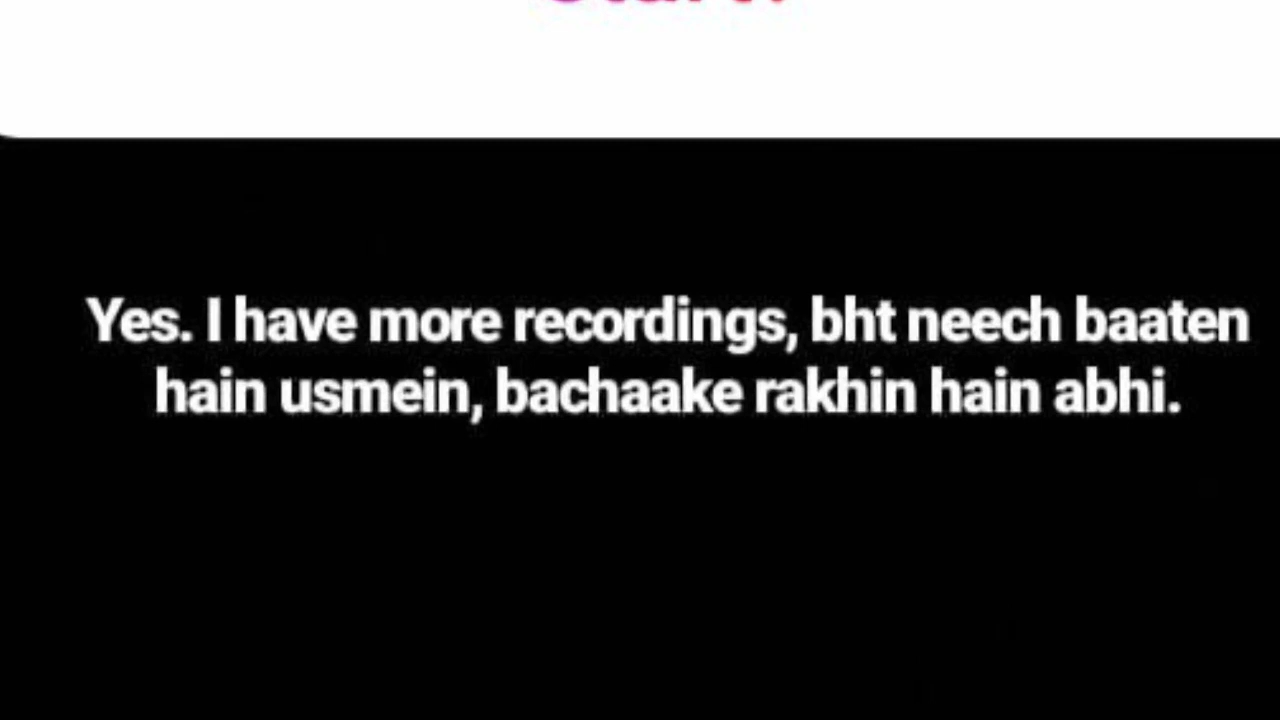 Yes. I have more recordings, bht neech baaten
hain usmein, bachaake rakhin hain abhi.